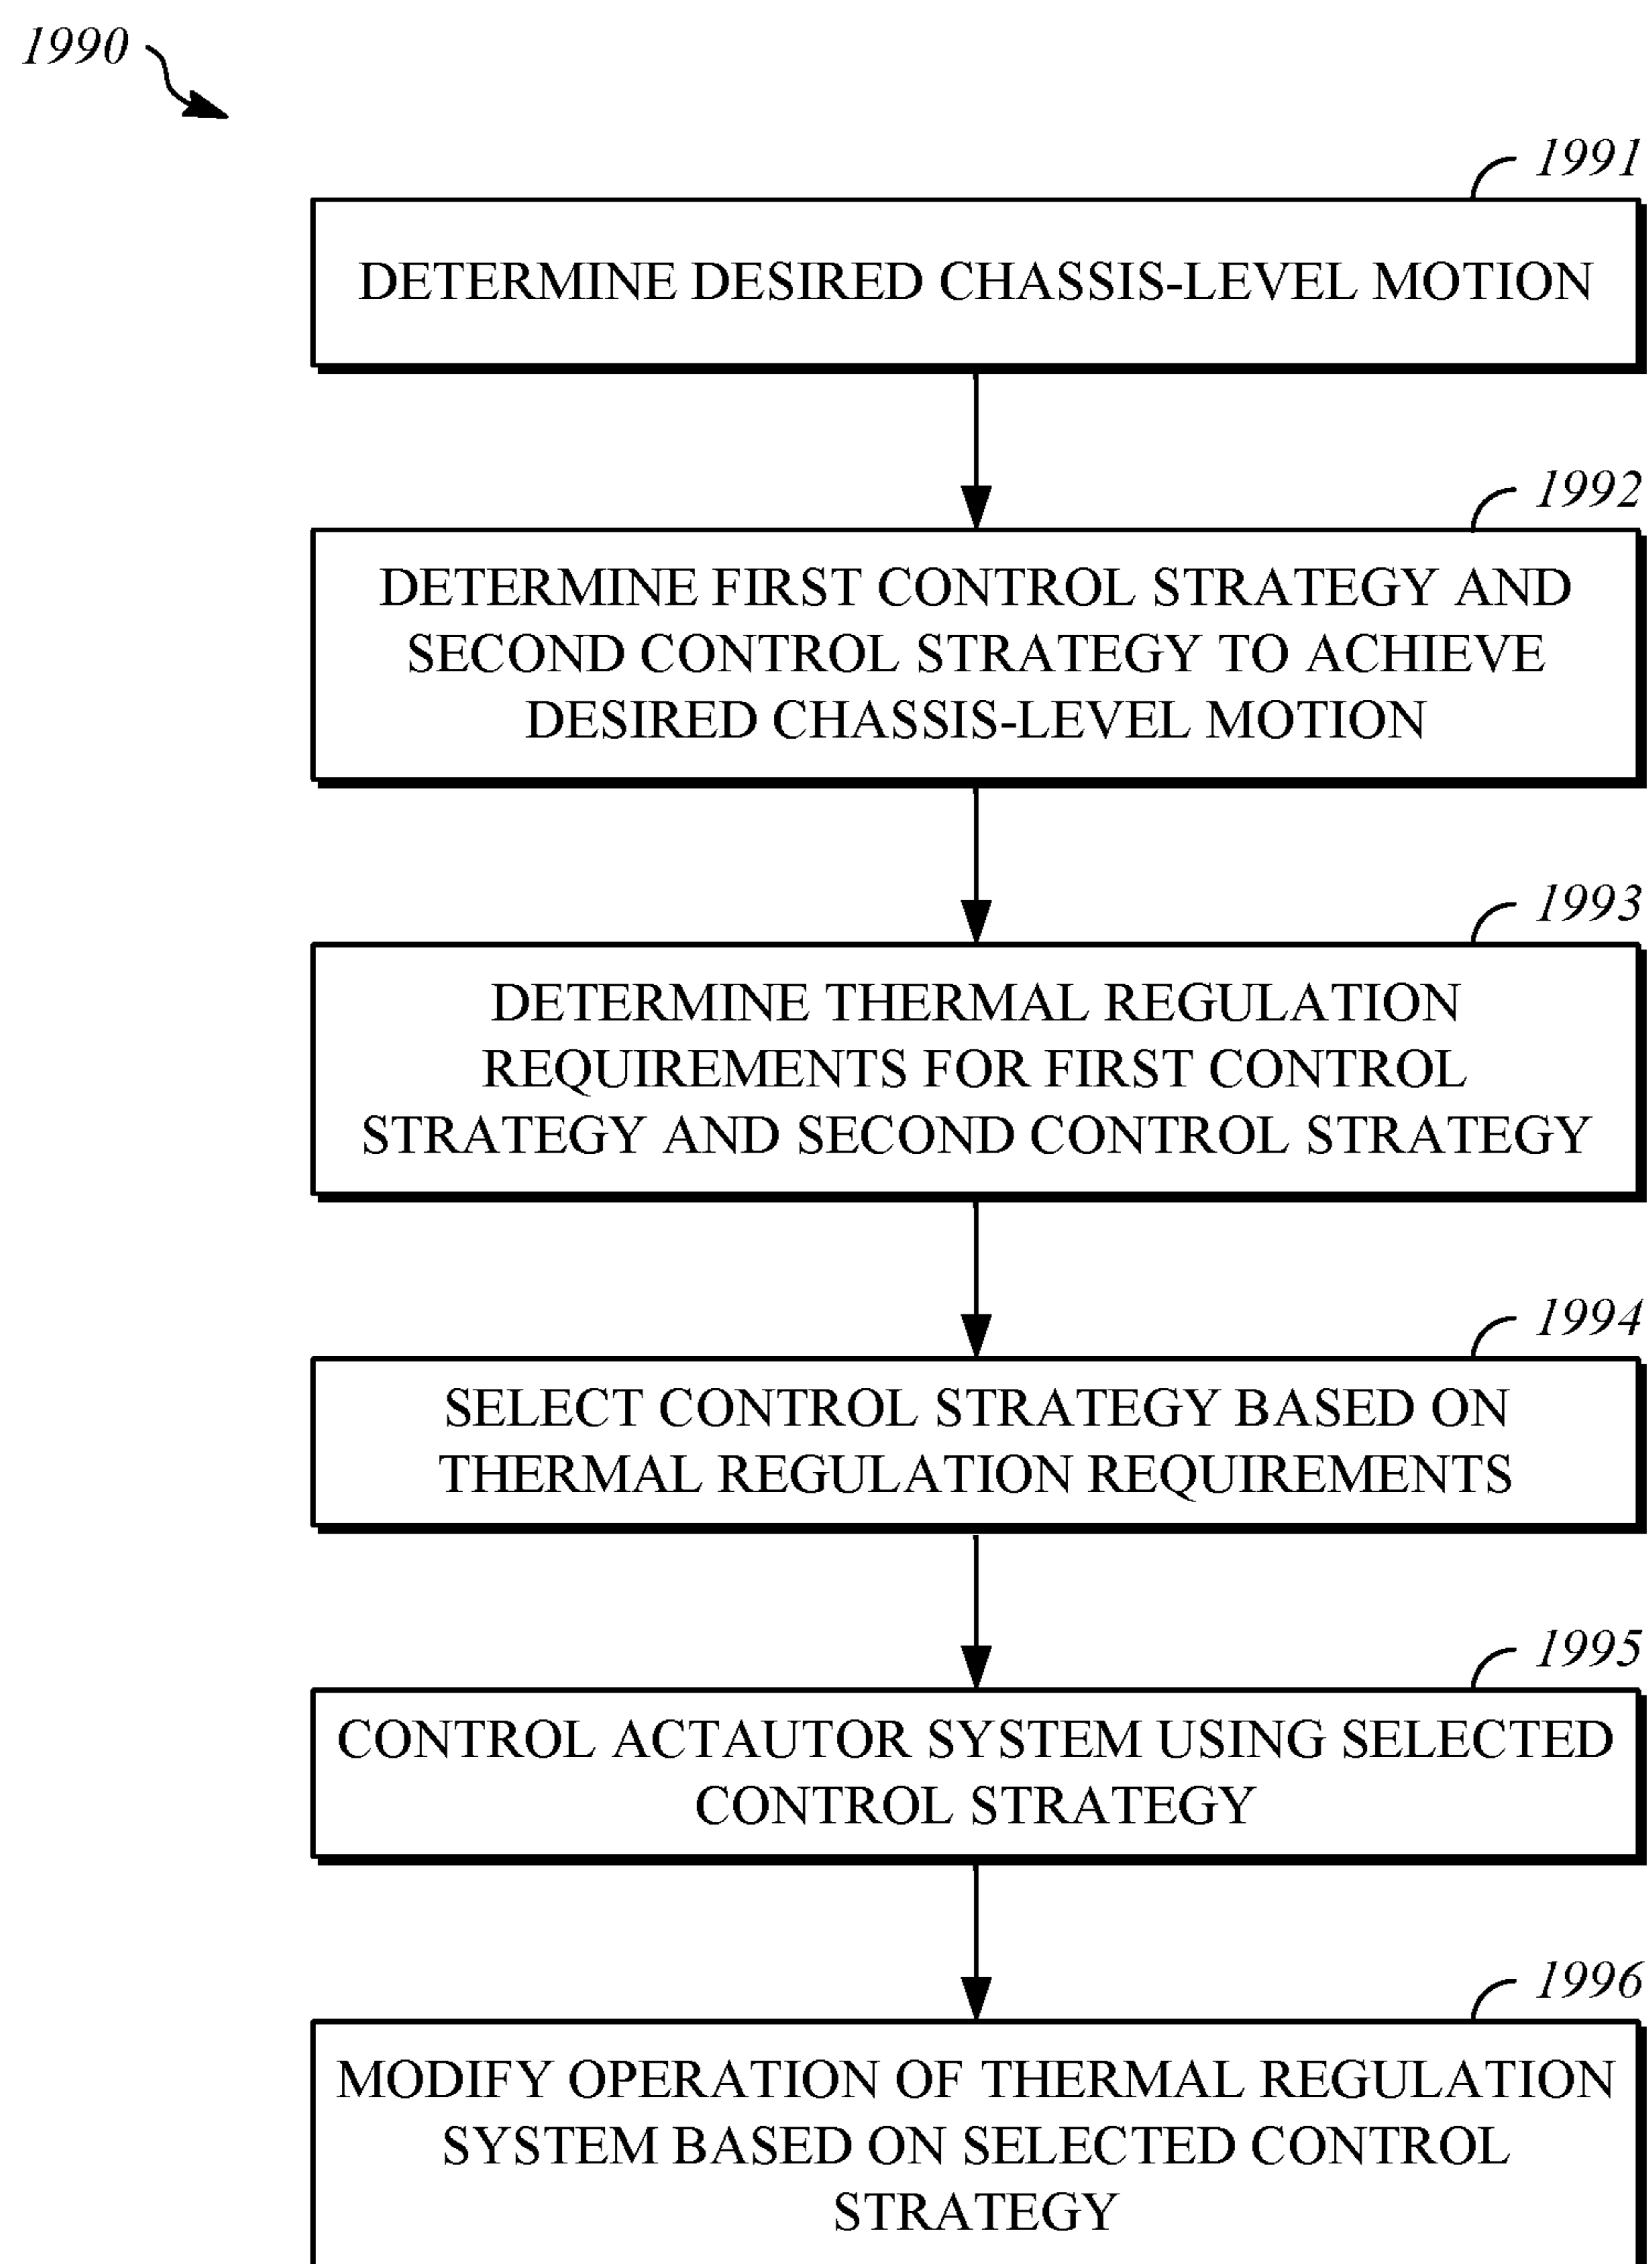 1990
1991
DETERMINE DESIRED CHASSIS-LEVEL MOTION
1992
DETERMINE FIRST CONTROL STRATEGY AND
SECOND CONTROL STRATEGY TO ACHIEVE
DESIRED CHASSIS-LEVEL MOTION
1993
DETERMINE THERMAL REGULATION
REQUIREMENTS FOR FIRST CONTROL
STRATEGY AND SECOND CONTROL STRATEGY
1994
SELECT CONTROL STRATEGY BASED ON
THERMAL REGULATION REQUIREMENTS
1995
CONTROL ACTAUTOR SYSTEM USING SELECTED
CONTROL STRATEGY
1996
MODIFY OPERATION OF THERMAL REGULATION
SYSTEM BASED ON SELECTED CONTROL
STRATEGY